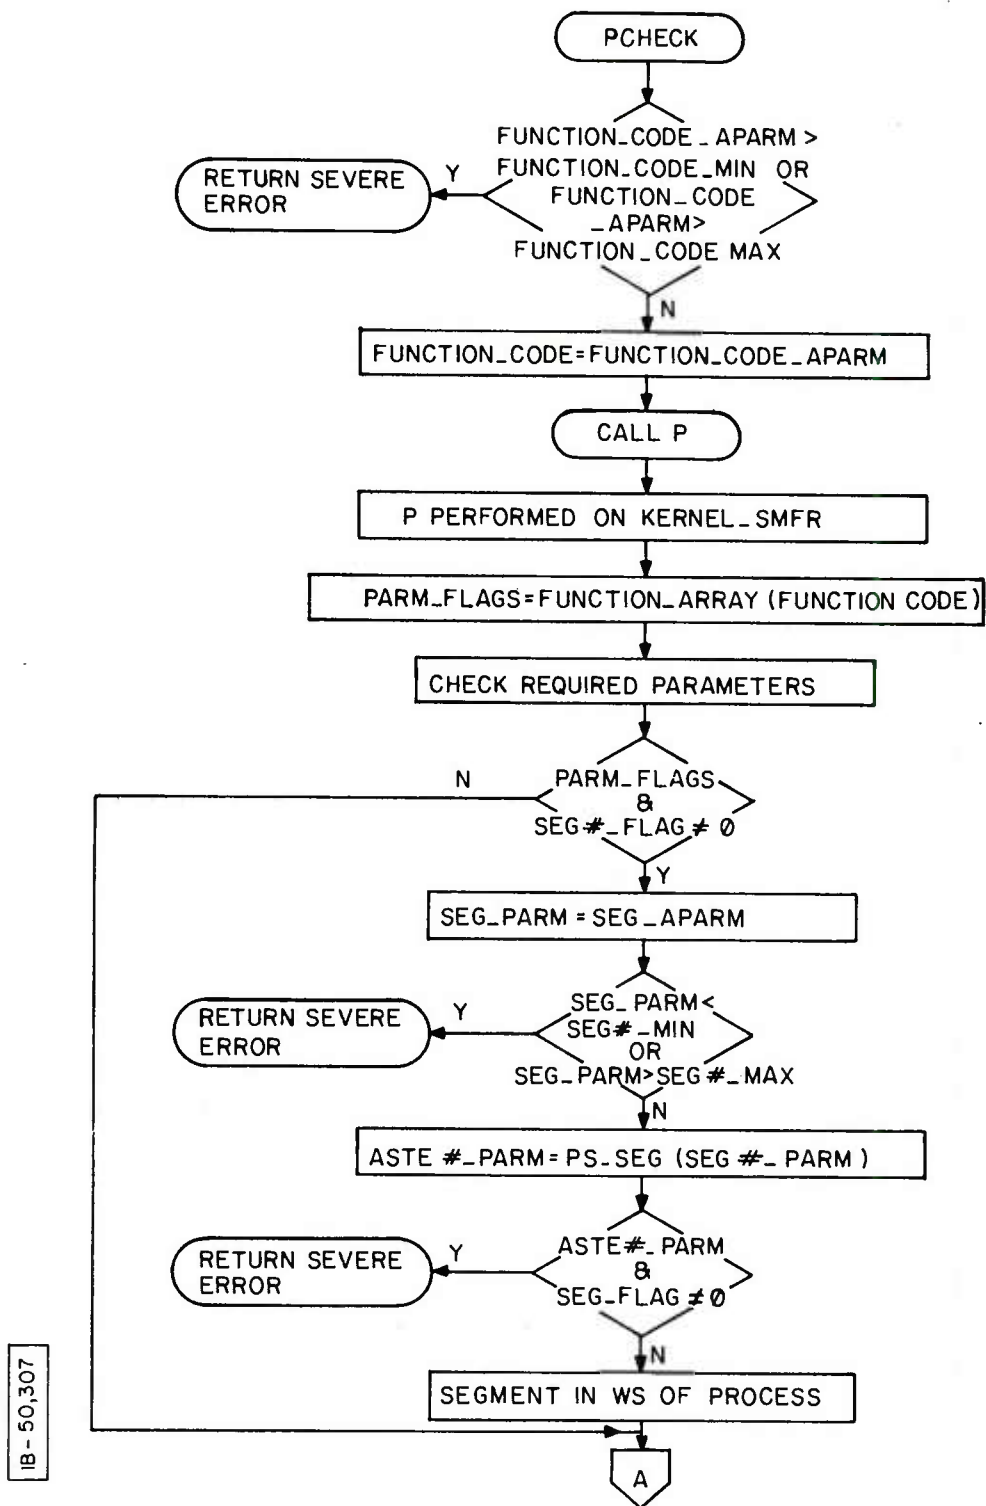 PCHECK
FUNCTION_CODE_APARM >
FUNCTION_CODE_MIN OR
FUNCTION_CODE
_APARM>
FUNCTION_CODE MAX
Y
RETURN SEVERE
ERROR
N
FUNCTION_CODE=FUNCTION_CODE_APARM
CALL P
P PERFORMED ON KERNEL_SMFR
PARM_FLAGS=FUNCTION_ARRAY (FUNCTION CODE)
CHECK REQUIRED PARAMETERS
N
PARM_FLAGS
&
SEG#_FLAG ≠ 0
Y
SEG_PARM = SEG_APARM
SEG_PARM<
SEG#_MIN
OR
SEG_PARM>SEG#_MAX
Y
RETURN SEVERE
ERROR
N
ASTE #_PARM= PS_SEG (SEG #_ PARM )
ASTE#_PARM
&
SEG_FLAG ≠ 0
Y
RETURN SEVERE
ERROR
N
SEGMENT IN WS OF PROCESS
A
IB-50,307